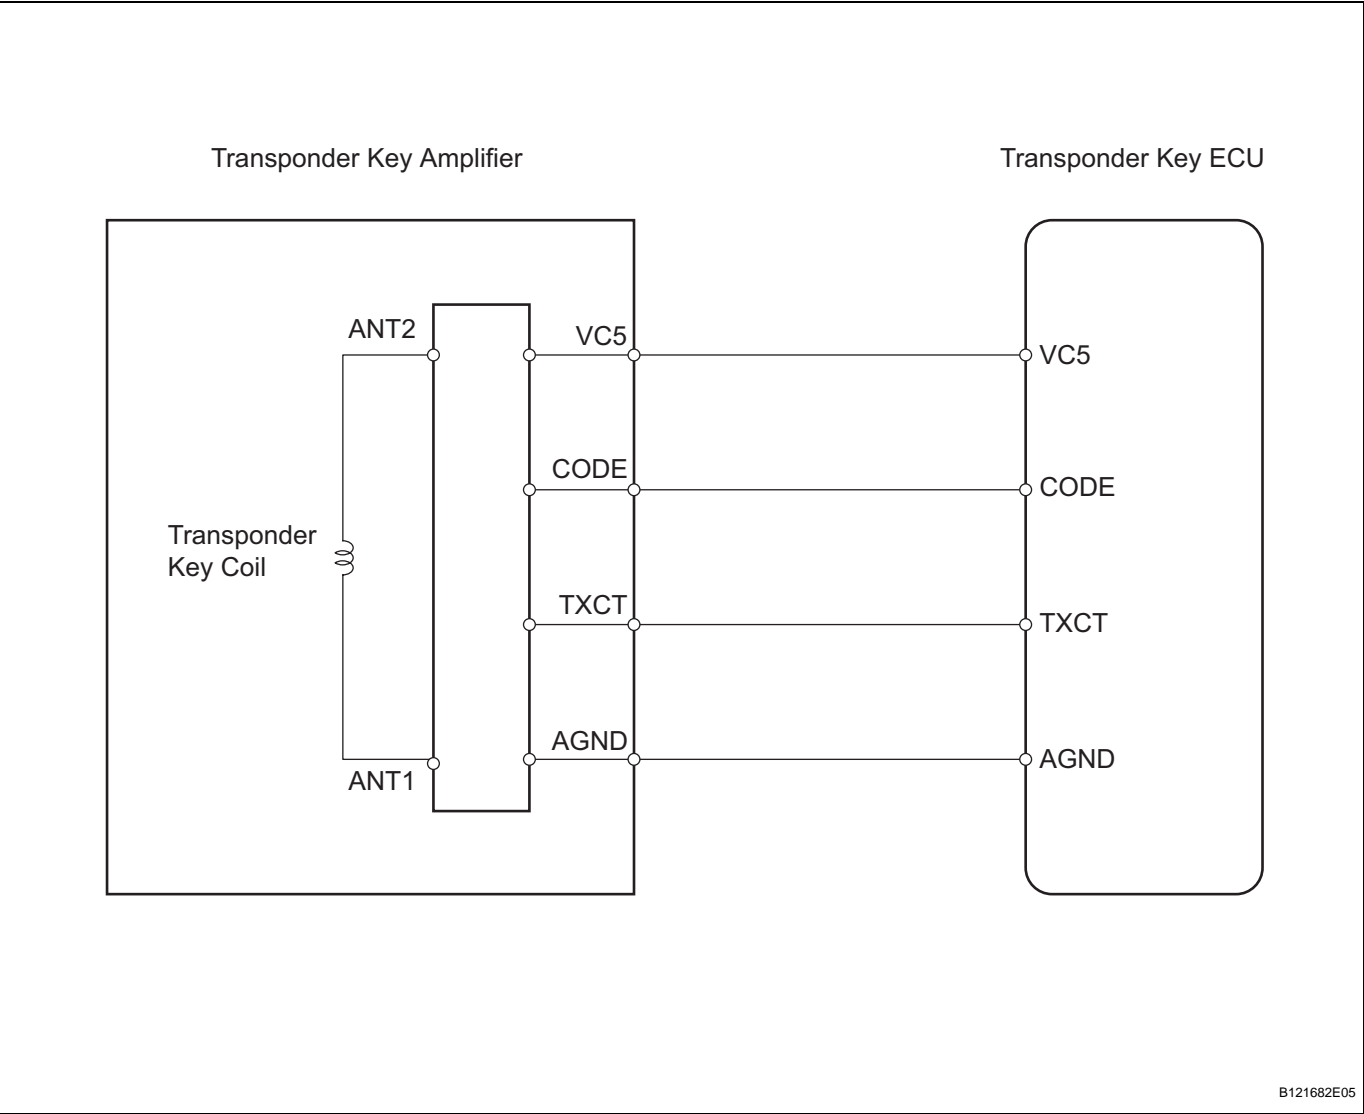 Transponder Key Amplifier
Transponder Key ECU
ANT2
VC5
VC5
CODE
CODE
Transponder
Key Coil
TXCT
TXCT
AGND
AGND
ANT1
B121682E05